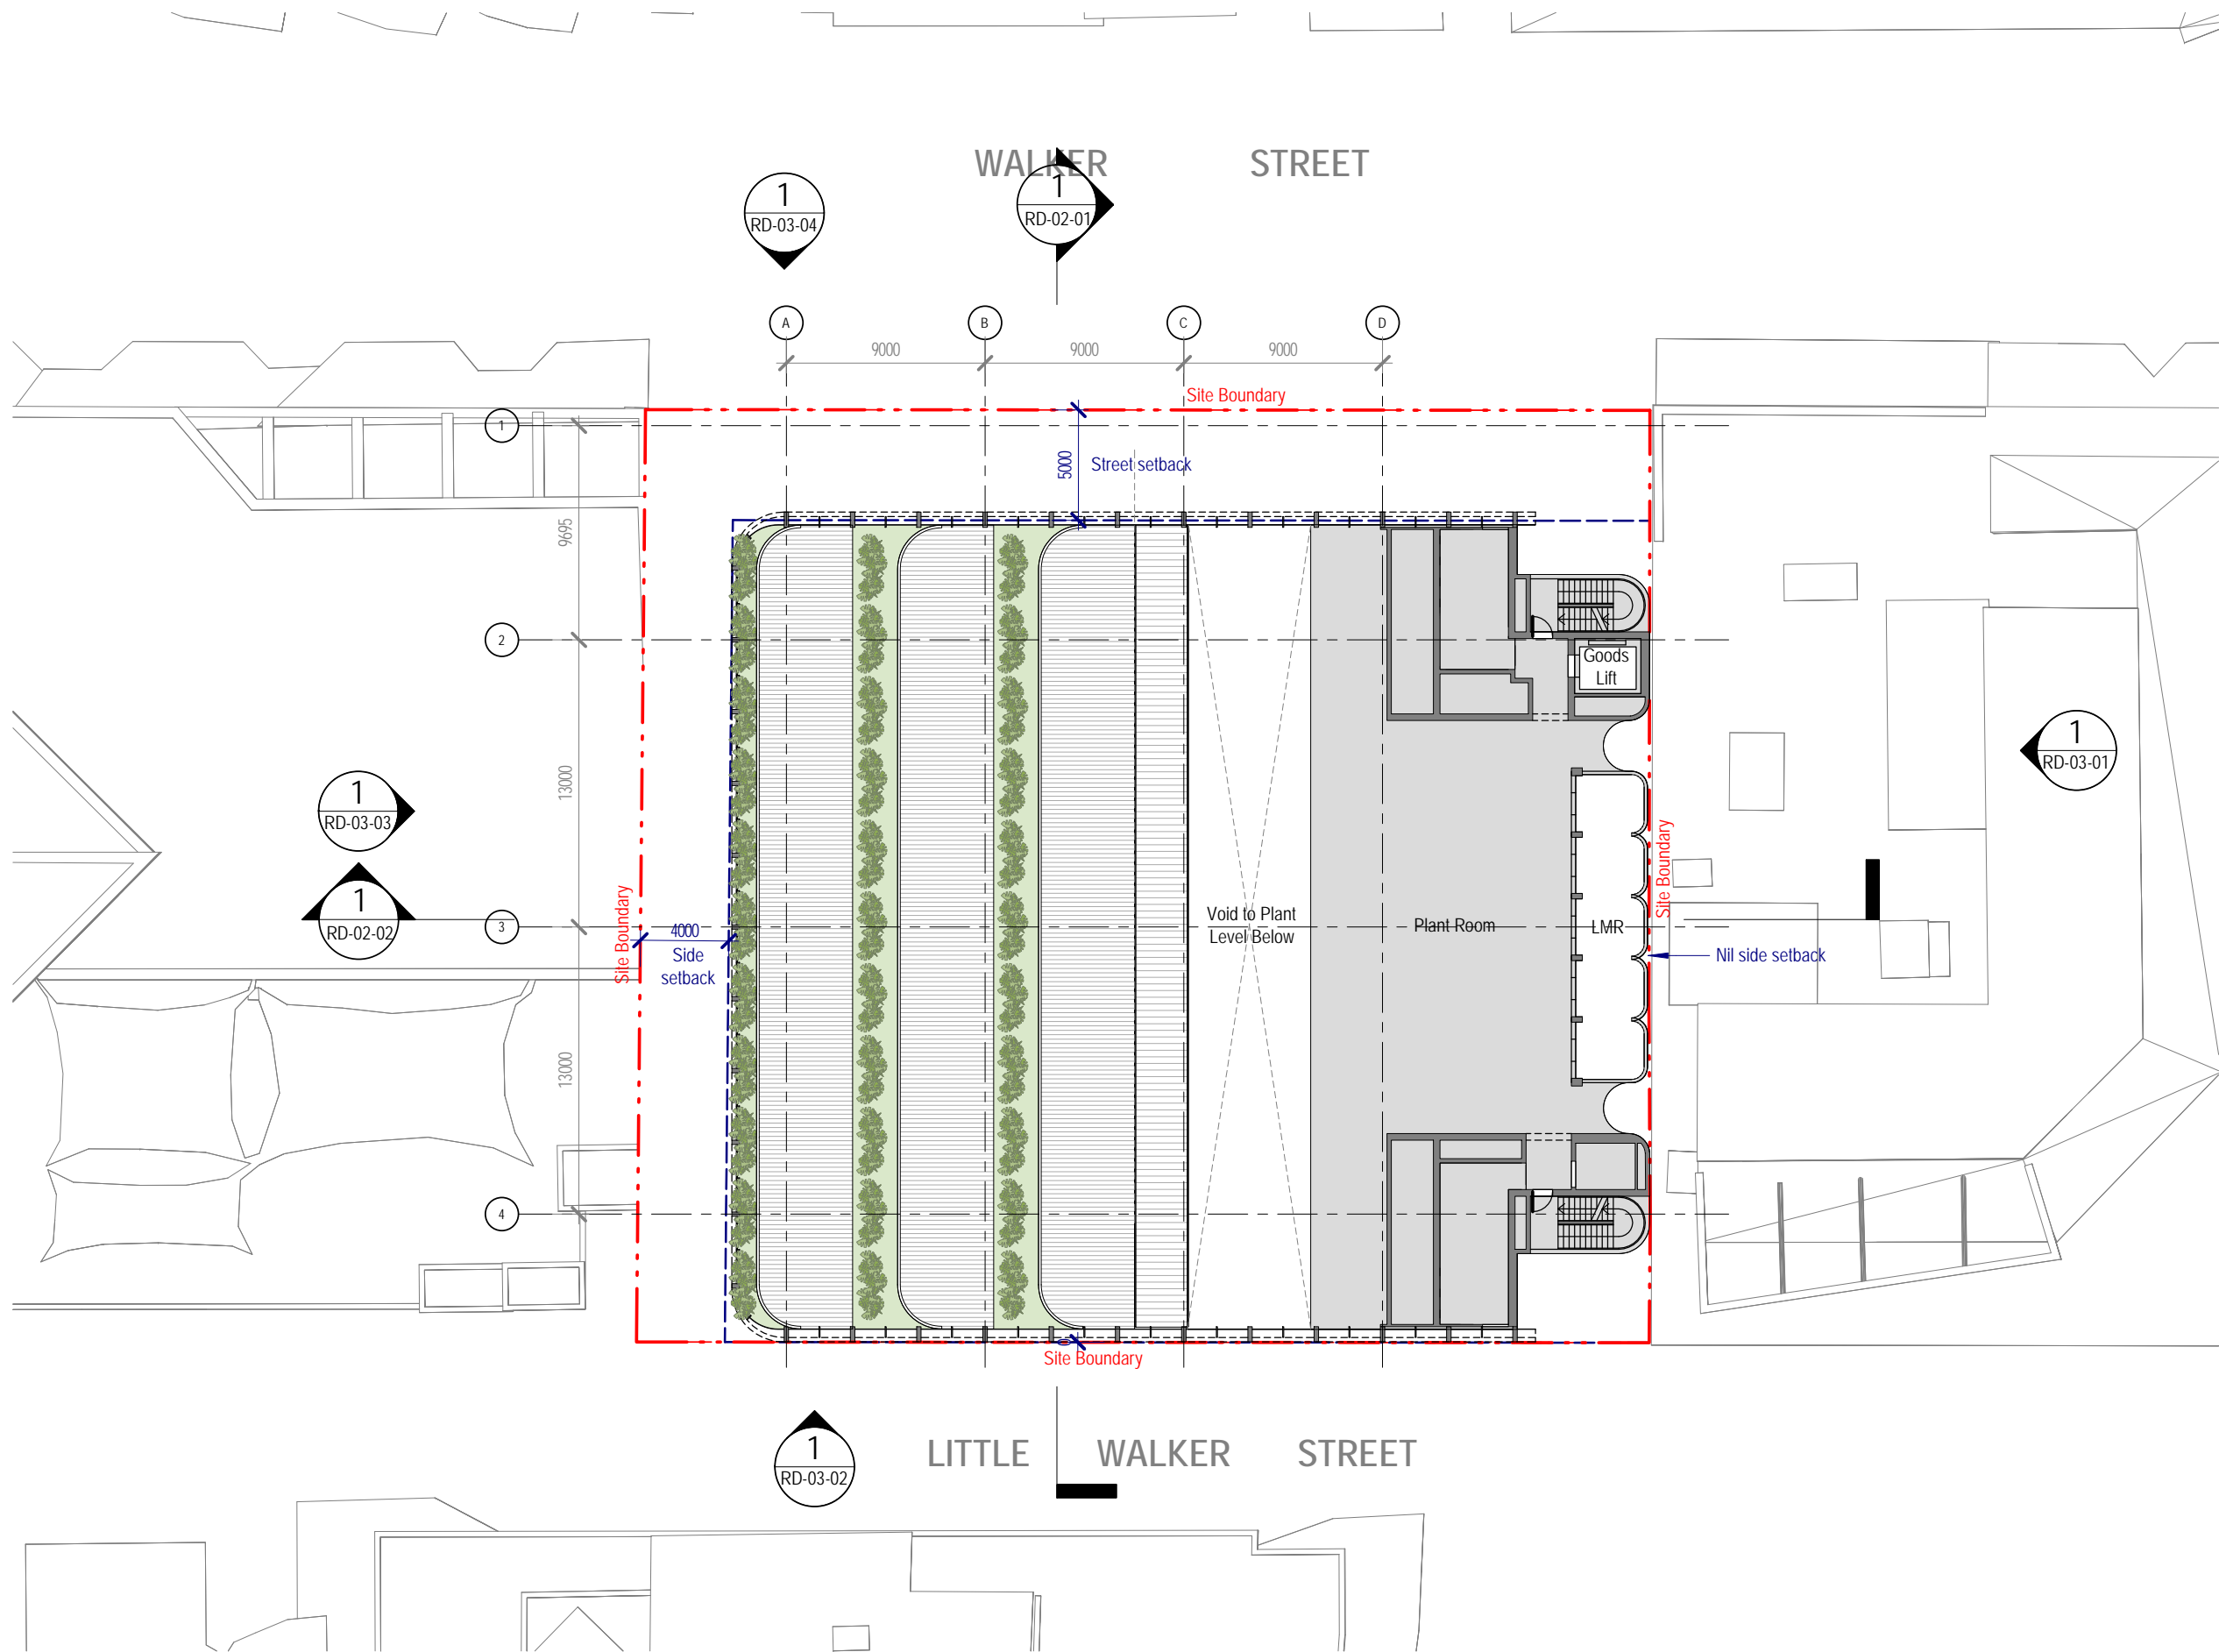 WALKER STREET
1
RD-03-04
1
RD-02-01
A
B
C
D
9000
9000
9000
Site Boundary
1
5000
Street setback
9695
2
Goods
Lift
1
RD-03-01
13000
1
RD-03-03
1
RD-02-02
3
Site Boundary
4000
Side
setback
Void to Plant
Level Below
Plant Room
LMR
Site Boundary
Nil side setback
13000
4
0
Site Boundary
1
RD-03-02
LITTLE WALKER STREET